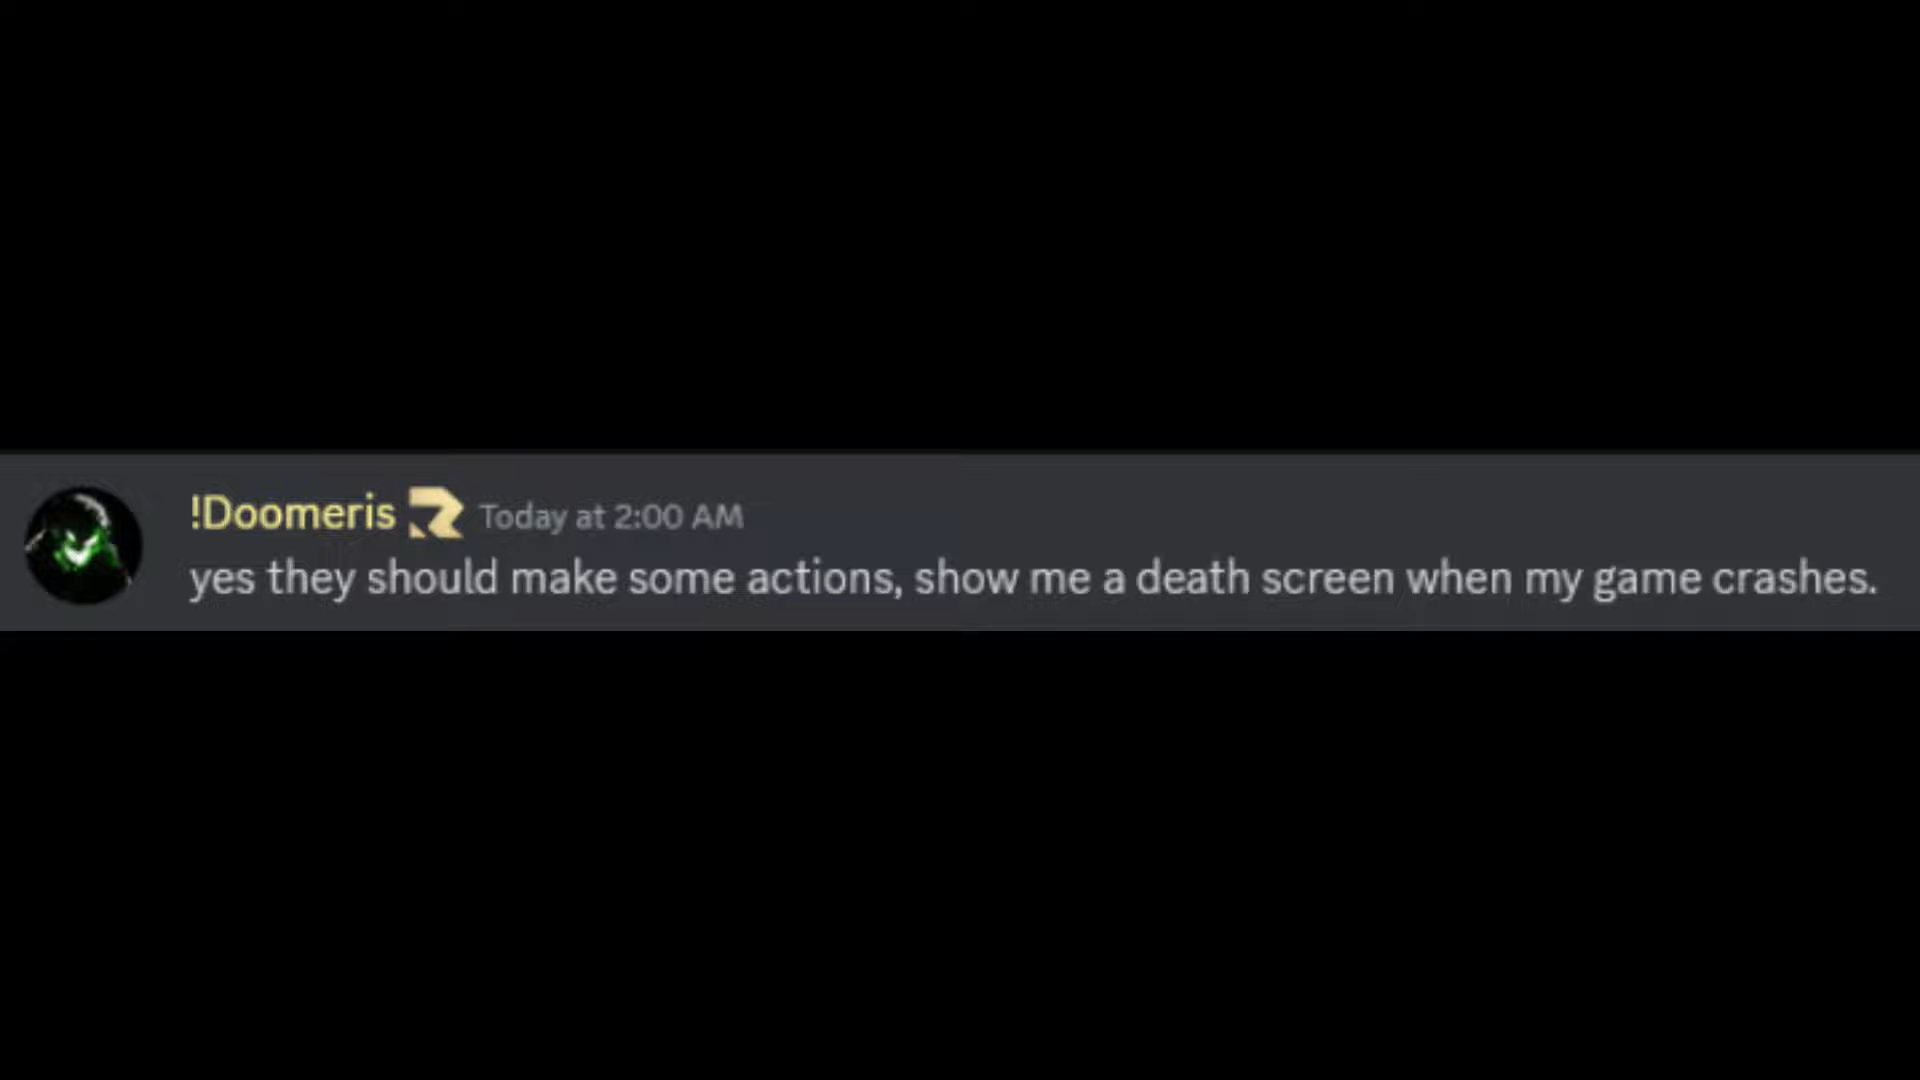 !Doomeris Today at 2:00 AM
yes they should make some actions, show me a death screen when my game crashes.